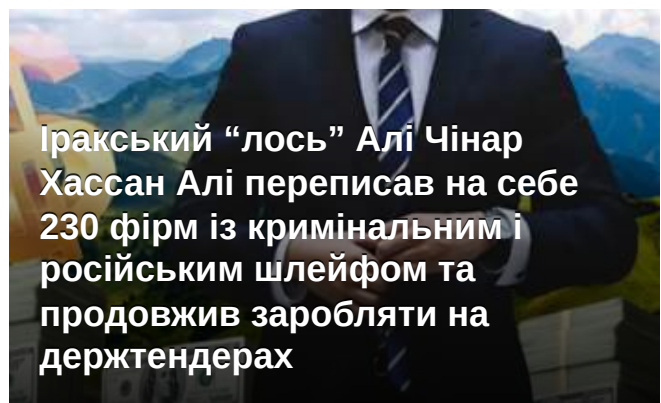 Іракський “лось” Алі Чінар
Хассан Алі переписав на себе
230 фірм із кримінальним і
російським шлейфом та
продовжив заробляти на
держтендерах